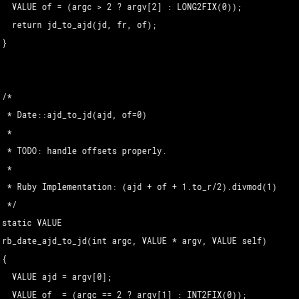 VALUE of = (argc > 2 ? argv[2] : LONG2FIX(0));
return jd_to_ajd(jd, fr, of);
}
/*
* Date::ajd_to_jd(ajd, of=0)
*
* TODO: handle offsets properly.
*
* Ruby Implementation: (ajd + of + 1.to_r/2).divmod(1)
*/
static VALUE
rb_date_ajd_to_jd(int argc, VALUE * argv, VALUE self)
{
VALUE ajd = argv[0];
VALUE of = (argc == 2 ? argv[1] : INT2FIX(0));